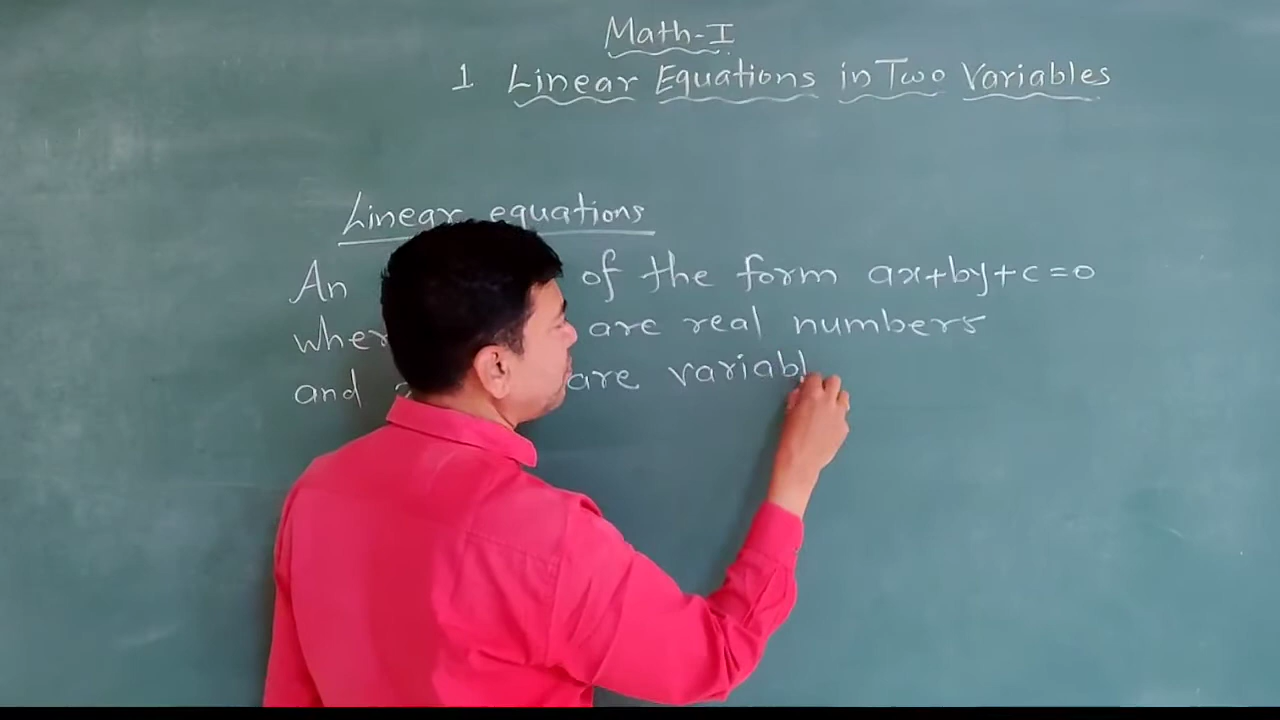 Math-I
1 Linear Equations in Two Variables
Linear equations
An of the form ax+by+c=0
where are real numbers
and are variabl